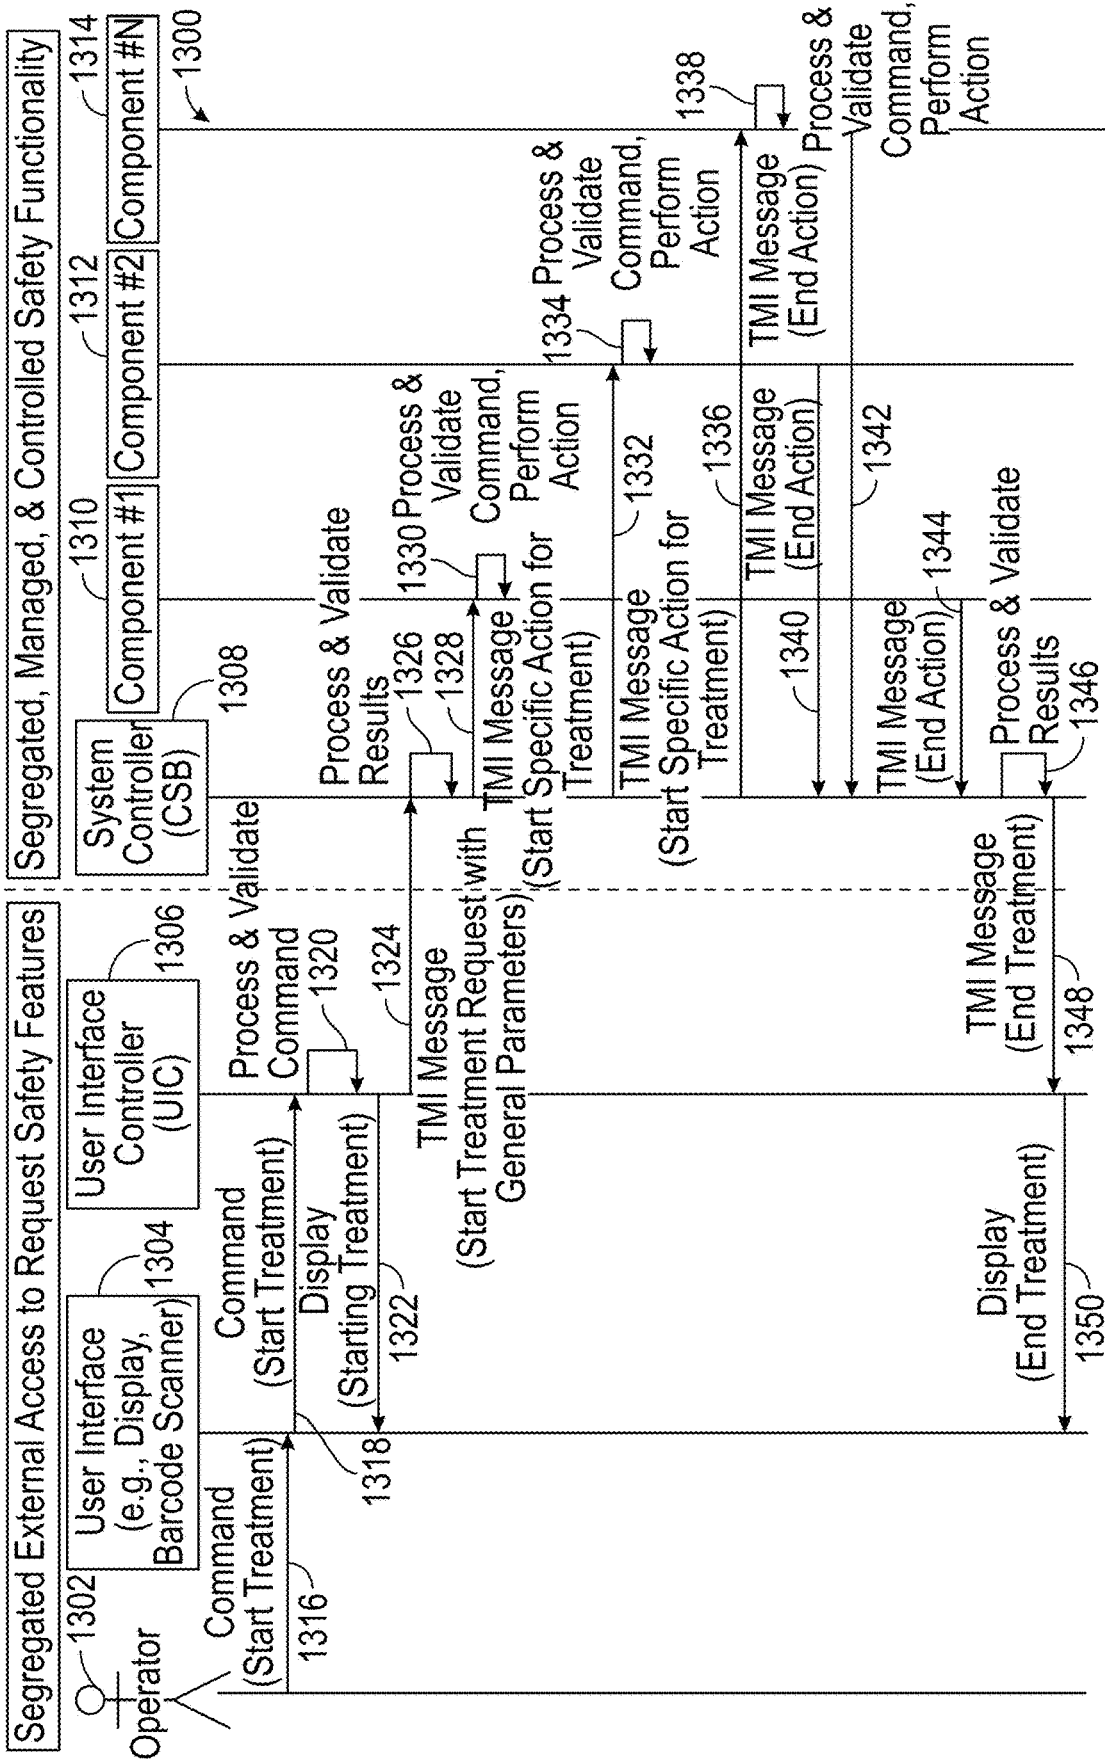 Segregated External Access to Request Safety Features
Segregated, Managed, & Controlled Safety Functionality
1302
Operator
User Interface
(e.g., Display,
Barcode Scanner)
1304
User Interface
Controller
(UIC)
1306
System
Controller
(CSB)
1308
Component #1
1310
Component #2
1312
Component #N
1314
1300
Command
(Start Treatment)
1316
Command
(Start Treatment)
1318
Process & Validate
Command
1320
Display
(Starting Treatment)
1322
1324
TMI Message
(Start Treatment Request with
General Parameters)
Process & Validate
Results
1326
1328
TMI Message
(Start Specific Action for
Treatment)
1330
Process &
Validate
Command,
Perform
Action
1332
TMI Message
(Start Specific Action for
Treatment)
1334
Process &
Validate
Command,
Perform
Action
1336
TMI Message
(End Action)
1338
Process &
Validate
Command,
Perform
Action
TMI Message
(End Action)
1340
1342
TMI Message
(End Action)
1344
Process & Validate
Results
1346
TMI Message
(End Treatment)
1348
Display
(End Treatment)
1350